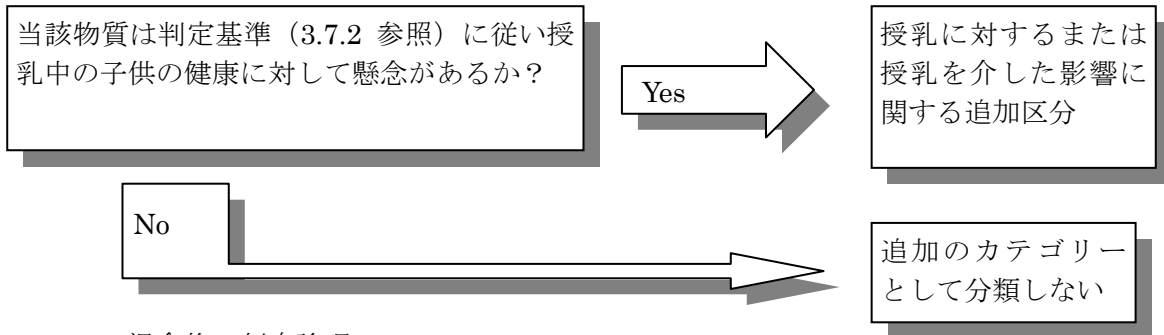 当該物質は判定基準（3.7.2 参照）に従い授
乳中の子供の健康に対して懸念があるか？
Yes
授乳に対するまたは
授乳を介した影響に
関する追加区分
No
追加のカテゴリー
として分類しない